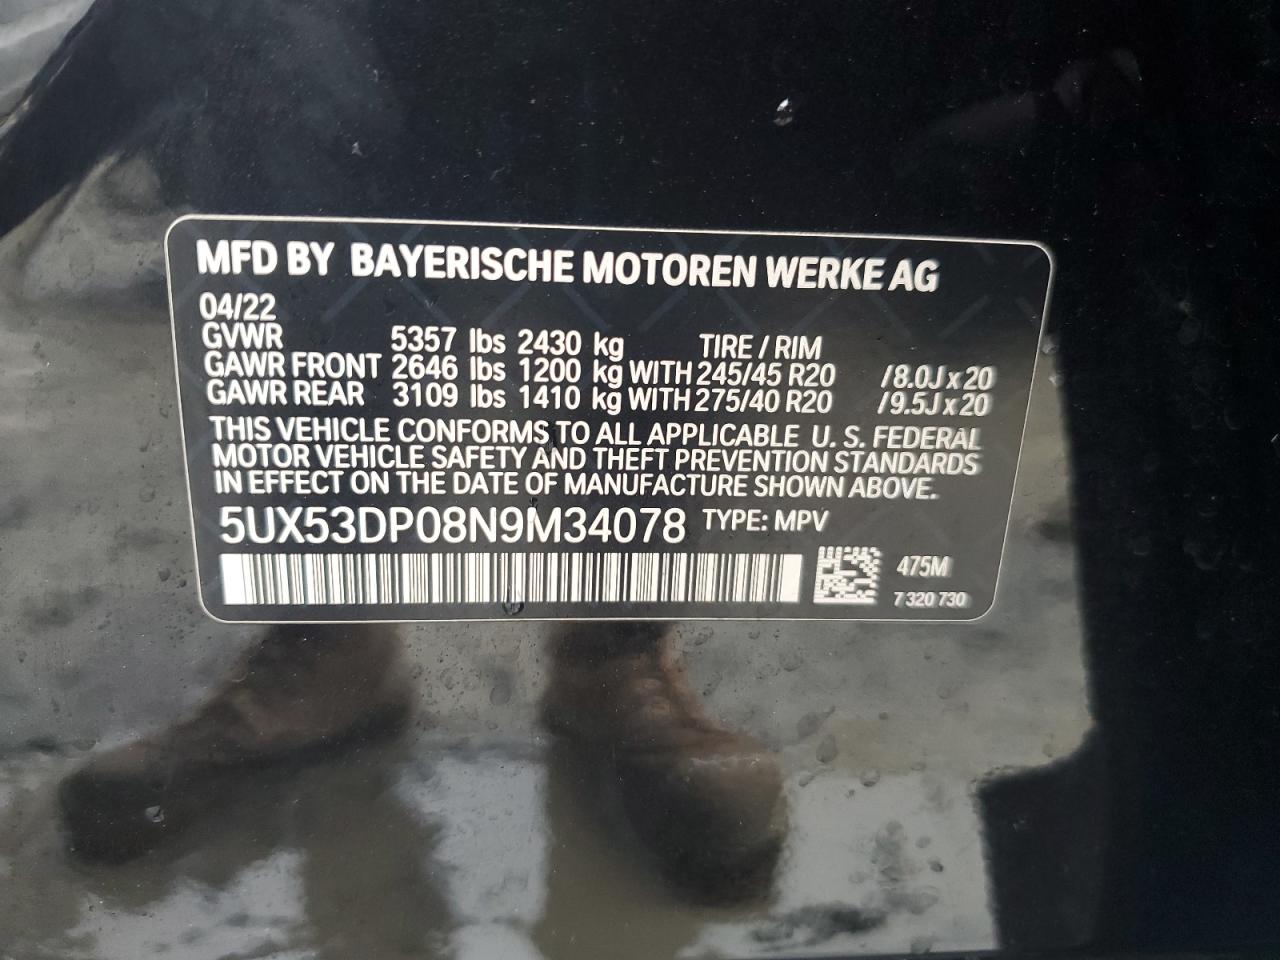 MFD BY BAYERISCHE MOTOREN WERKE AG
04/22
GVWR 5357 lbs 2430 kg TIRE / RIM
GAWR FRONT 2646 lbs 1200 kg WITH 245/45 R20 /8.0J x 20
GAWR REAR 3109 lbs 1410 kg WITH 275/40 R20 /9.5J x 20
THIS VEHICLE CONFORMS TO ALL APPLICABLE U. S. FEDERAL
MOTOR VEHICLE SAFETY AND THEFT PREVENTION STANDARDS
IN EFFECT ON THE DATE OF MANUFACTURE SHOWN ABOVE.
5UX53DP08N9M34078 TYPE: MPV
475M
7 320 730